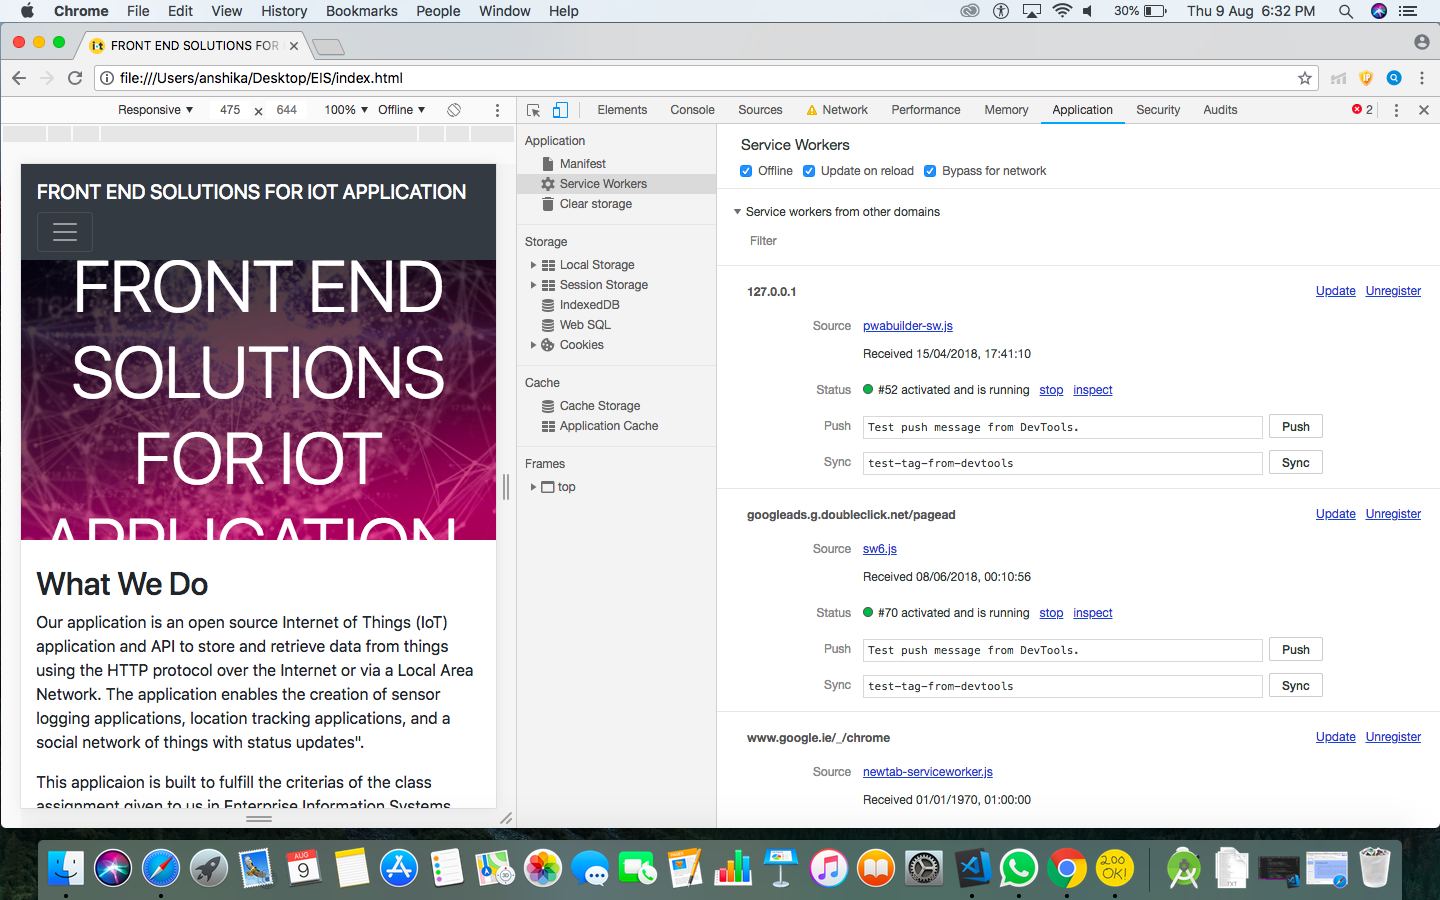 Chrome File Edit View History Bookmarks People Window Help 30% Thu 9 Aug 6:32 PM
FRONT END SOLUTIONS FOR
file:///Users/anshika/Desktop/EIS/index.html
Responsive ▼ 475 × 644 100% ▼ Offline ▼
Elements Console Sources Network Performance Memory Application Security Audits 2
FRONT END SOLUTIONS FOR IOT APPLICATION
FRONT END
SOLUTIONS
FOR IOT
APPLICATION
What We Do
Our application is an open source Internet of Things (IoT)
application and API to store and retrieve data from things
using the HTTP protocol over the Internet or via a Local Area
Network. The application enables the creation of sensor
logging applications, location tracking applications, and a
social network of things with status updates".
This applicaion is built to fulfill the criterias of the class
assignment given to us in Enterprise Information Systems
Application
Manifest
Service Workers
Clear storage
Storage
Local Storage
Session Storage
IndexedDB
Web SQL
Cookies
Cache
Cache Storage
Application Cache
Frames
top
Service Workers
Offline Update on reload Bypass for network
Service workers from other domains
Filter
127.0.0.1 Update Unregister
Source pwabuilder-sw.js
Received 15/04/2018, 17:41:10
Status #52 activated and is running stop inspect
Push Test push message from DevTools. Push
Sync test-tag-from-devtools Sync
googleads.g.doubleclick.net/pagead Update Unregister
Source sw6.js
Received 08/06/2018, 00:10:56
Status #70 activated and is running stop inspect
Push Test push message from DevTools. Push
Sync test-tag-from-devtools Sync
www.google.ie/_/chrome Update Unregister
Source newtab-serviceworker.js
Received 01/01/1970, 01:00:00
AUG
9
200
OK!